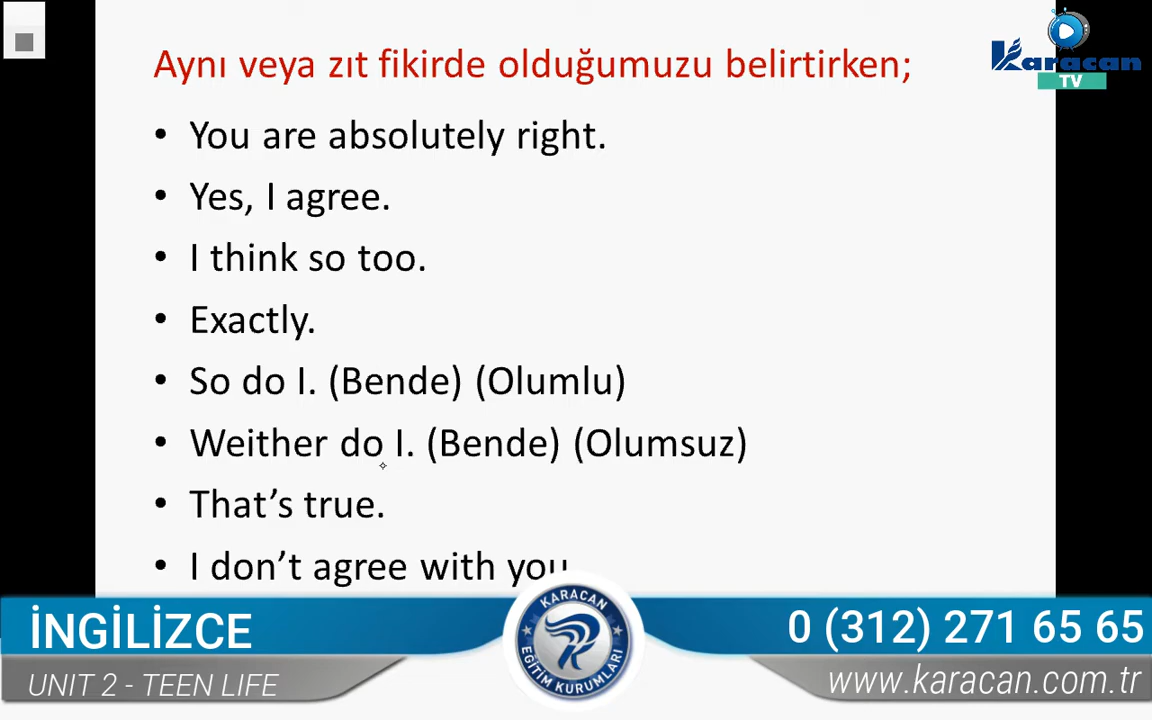 Aynı veya zıt fikirde olduğumuzu belirtirken;
Karacan
TV
• You are absolutely right.
• Yes, I agree.
• I think so too.
• Exactly.
• So do I. (Bende) (Olumlu)
• Weither do I. (Bende) (Olumsuz)
• That’s true.
• I don’t agree with you
İNGİLİZCE
KARACAN
EĞİTİM KURUMLARI
0 (312) 271 65 65
UNIT 2 - TEEN LIFE
www.karacan.com.tr